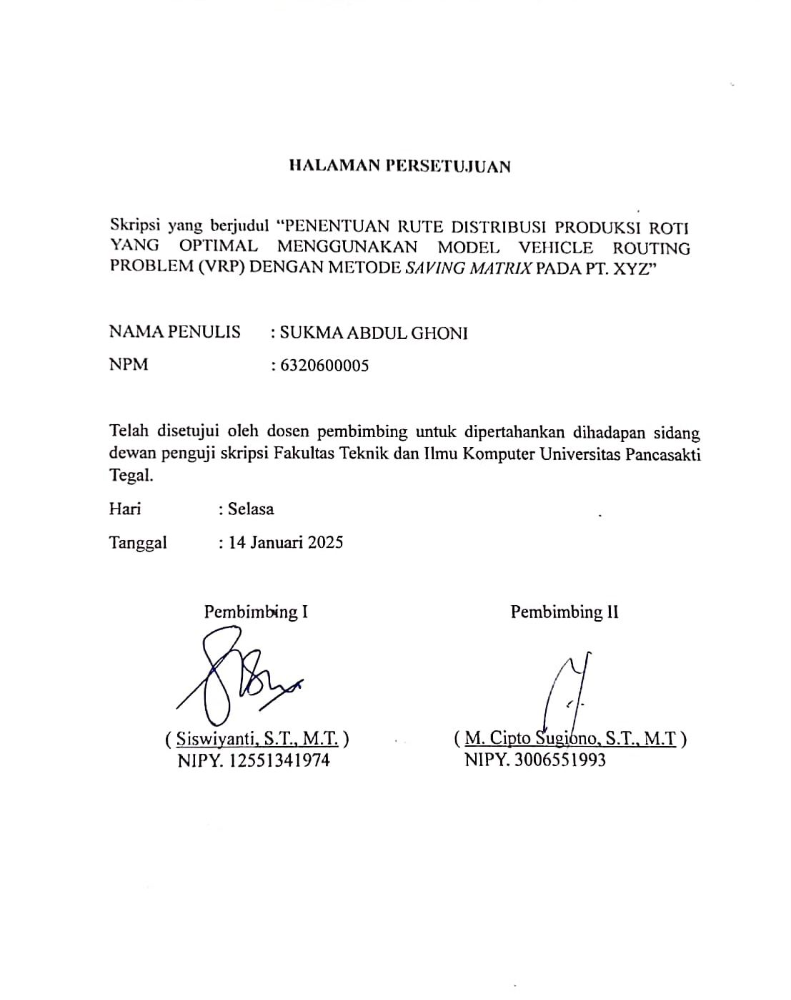 HALAMAN PERSETUJUAN
Skripsi yang berjudul “PENENTUAN RUTE DISTRIBUSI PRODUKSI ROTI
YANG OPTIMAL MENGGUNAKAN MODEL VEHICLE ROUTING
PROBLEM (VRP) DENGAN METODE SAVING MATRIX PADA PT. XYZ”
NAMA PENULIS : SUKMA ABDUL GHONI
NPM : 6320600005
Telah disetujui oleh dosen pembimbing untuk dipertahankan dihadapan sidang
dewan penguji skripsi Fakultas Teknik dan Ilmu Komputer Universitas Pancasakti
Tegal.
Hari : Selasa
Tanggal : 14 Januari 2025
Pembimbing I Pembimbing II
( Siswiyanti, S.T., M.T. ) ( M. Cipto Sugiono, S.T., M.T )
NIPY. 12551341974 NIPY. 3006551993